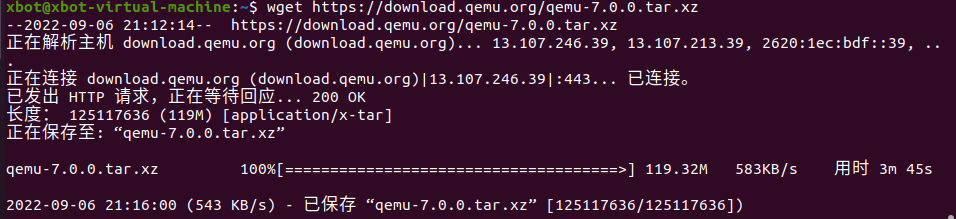 xbot@xbot-virtual-machine:~$ wget https://download.qemu.org/qemu-7.0.0.tar.xz
--2022-09-06 21:12:14--  https://download.qemu.org/qemu-7.0.0.tar.xz
正在解析主机 download.qemu.org (download.qemu.org)... 13.107.246.39, 13.107.213.39, 2620:1ec:bdf::39, ..
.
正在连接 download.qemu.org (download.qemu.org)|13.107.246.39|:443... 已连接。
已发出 HTTP 请求，正在等待回应... 200 OK
长度： 125117636 (119M) [application/x-tar]
正在保存至: “qemu-7.0.0.tar.xz”
qemu-7.0.0.tar.xz         100%[=====================================>] 119.32M   583KB/s    用时 3m 45s
2022-09-06 21:16:00 (543 KB/s) - 已保存 “qemu-7.0.0.tar.xz” [125117636/125117636])